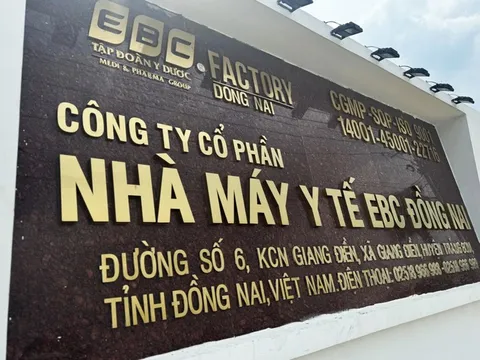 EBC
TẬP ĐOÀN Y DƯỢC
MEDI & PHARMA GROUP
FACTORY
DONG NAI
CGMP-SOP-ISO 9001
14001-45001-22716
CÔNG TY CỔ PHẦN
NHÀ MÁY Y TẾ EBC ĐỒNG NAI
ĐƯỜNG SỐ 6, KCN GIANG ĐIỀN, XÃ GIANG ĐIỀN, HUYỆN TRẢNG BOM,
TỈNH ĐỒNG NAI, VIỆT NAM. ĐIỆN THOẠI: